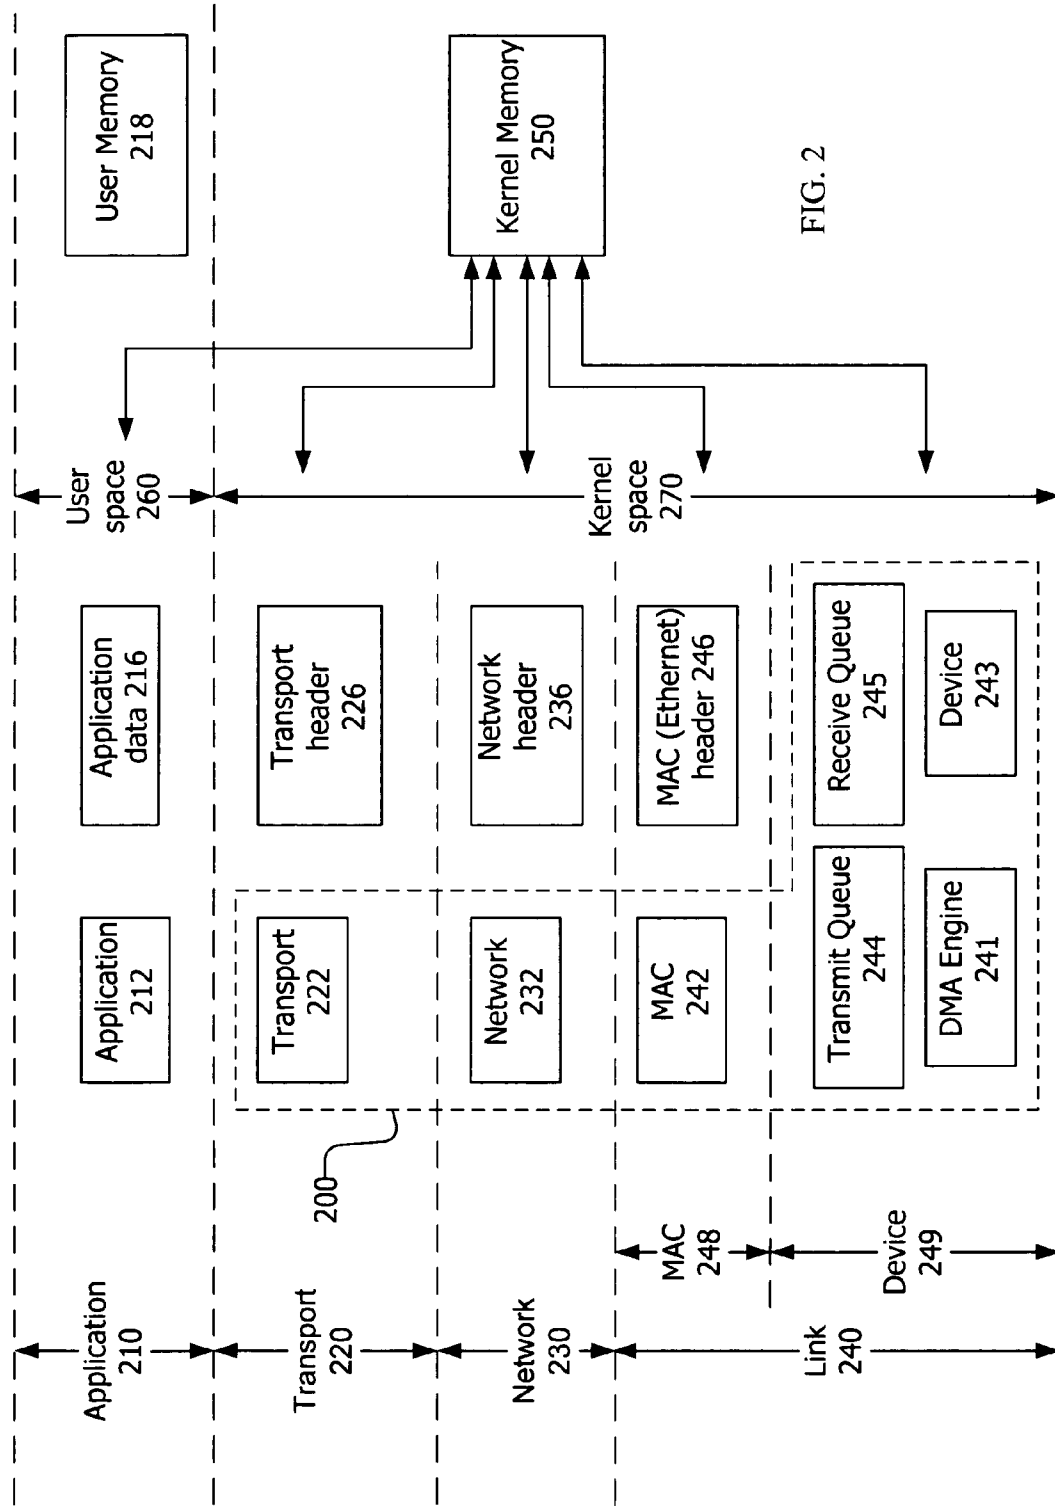 Application
210
Transport
220
Network
230
Link
240
MAC
248
Device
249
200
Application
212
Transport
222
Network
232
MAC
242
Transmit Queue
244
DMA Engine
241
Application
data 216
Transport
header
226
Network
header
236
MAC (Ethernet)
header 246
Receive Queue
245
Device
243
User
space
260
Kernel
space
270
User Memory
218
Kernel Memory
250
FIG. 2